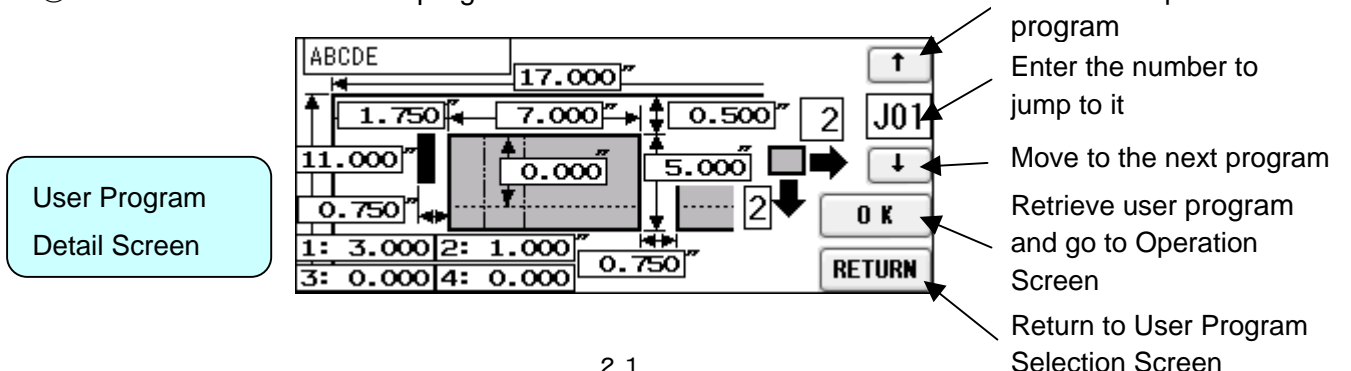 program
ABCDE
17.000″
↑
Enter the number to
jump to it
1.750″
7.000″
0.500″
2
J01
11.000″
0.000″
5.000″
↓
Move to the next program
User Program
Detail Screen
0.750″
2
OK
Retrieve user program
and go to Operation
Screen
1: 3.000″ 2: 1.000″
0.750″
3: 0.000 4: 0.000
RETURN
Return to User Program
Selection Screen
21